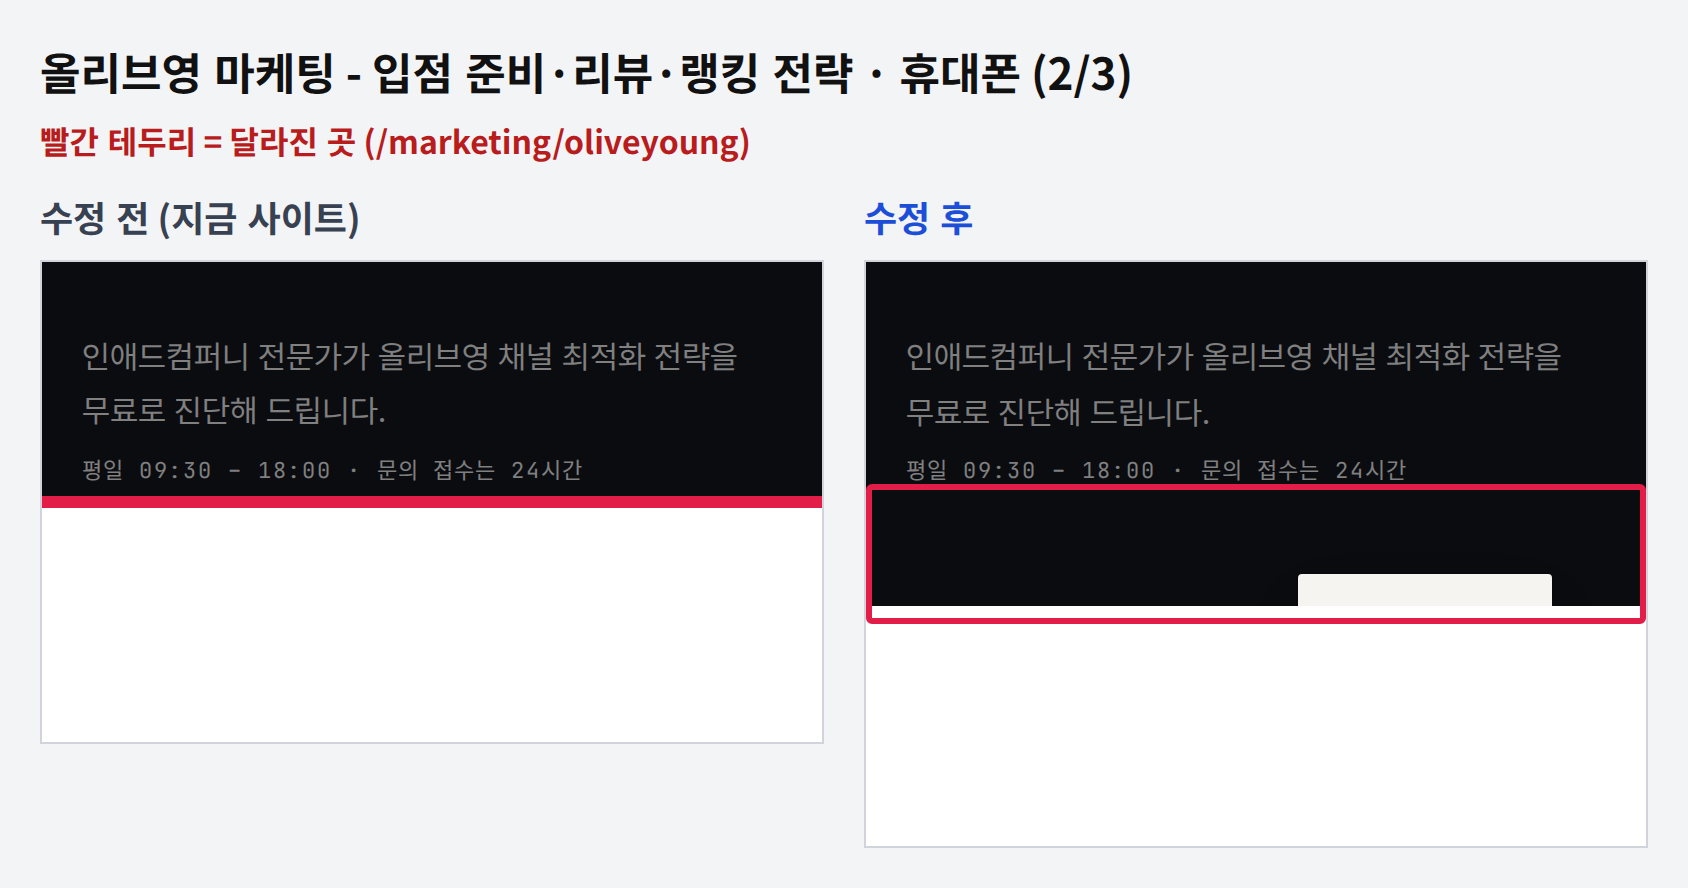 올리브영 마케팅 - 입점 준비·리뷰·랭킹 전략 · 휴대폰 (2/3)
빨간 테두리 = 달라진 곳 (/marketing/oliveyoung)
수정 전 (지금 사이트)
인애드컴퍼니 전문가가 올리브영 채널 최적화 전략을
무료로 진단해 드립니다.
평일 09:30 – 18:00 · 문의 접수는 24시간
수정 후
인애드컴퍼니 전문가가 올리브영 채널 최적화 전략을
무료로 진단해 드립니다.
평일 09:30 – 18:00 · 문의 접수는 24시간